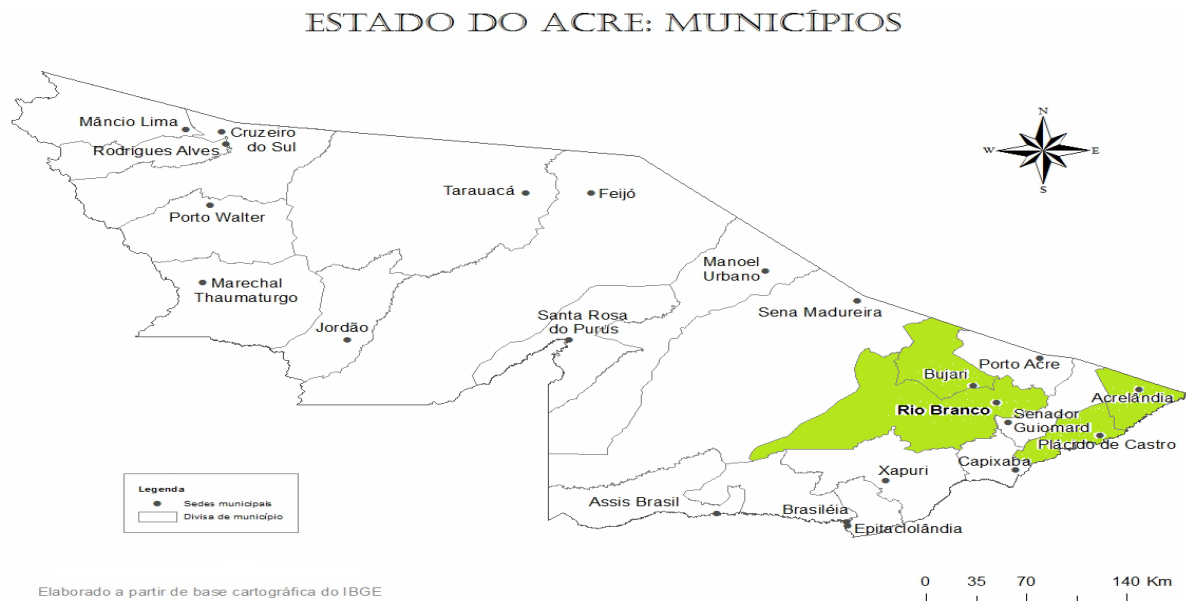 ESTADO DO ACRE: MUNICÍPIOS
N
W
E
S
Mâncio Lima
Cruzeiro
do Sul
Rodrigues Alves
Tarauacá
Feijó
Porto Walter
Manoel
Urbano
Marechal
Thaumaturgo
Sena Madureira
Santa Rosa
do Purus
Jordão
Porto Acre
Bujari
Acrelândia
Rio Branco
Senador
Guiomard
Plácido de Castro
Capixaba
Xapuri
Assis Brasil
Brasiléia
Epitaciolândia
Legenda
Sedes municipais
Divisa de município
Elaborado a partir de base cartográfica do IBGE
0 35 70 140 Km